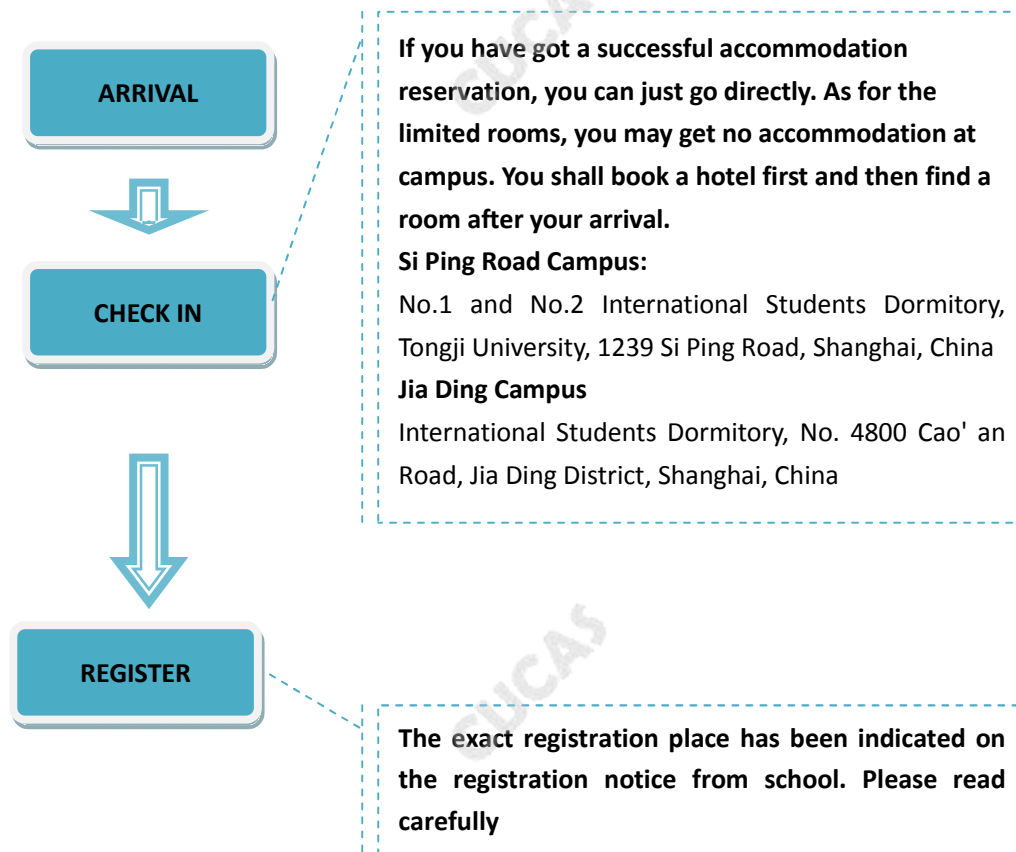 ARRIVAL
CHECK IN
REGISTER
If you have got a successful accommodation
reservation, you can just go directly. As for the
limited rooms, you may get no accommodation at
campus. You shall book a hotel first and then find a
room after your arrival.
Si Ping Road Campus:
No.1 and No.2 International Students Dormitory,
Tongji University, 1239 Si Ping Road, Shanghai, China
Jia Ding Campus
International Students Dormitory, No. 4800 Cao' an
Road, Jia Ding District, Shanghai, China
The exact registration place has been indicated on
the registration notice from school. Please read
carefully
CUCAS
CUCAS